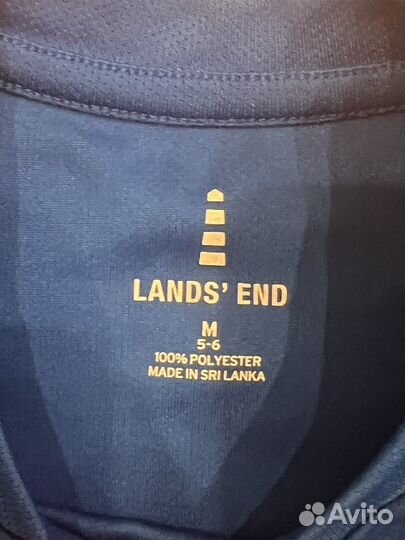 LANDS' END
M
5-6
100% POLYESTER
MADE IN SRI LANKA
Avito